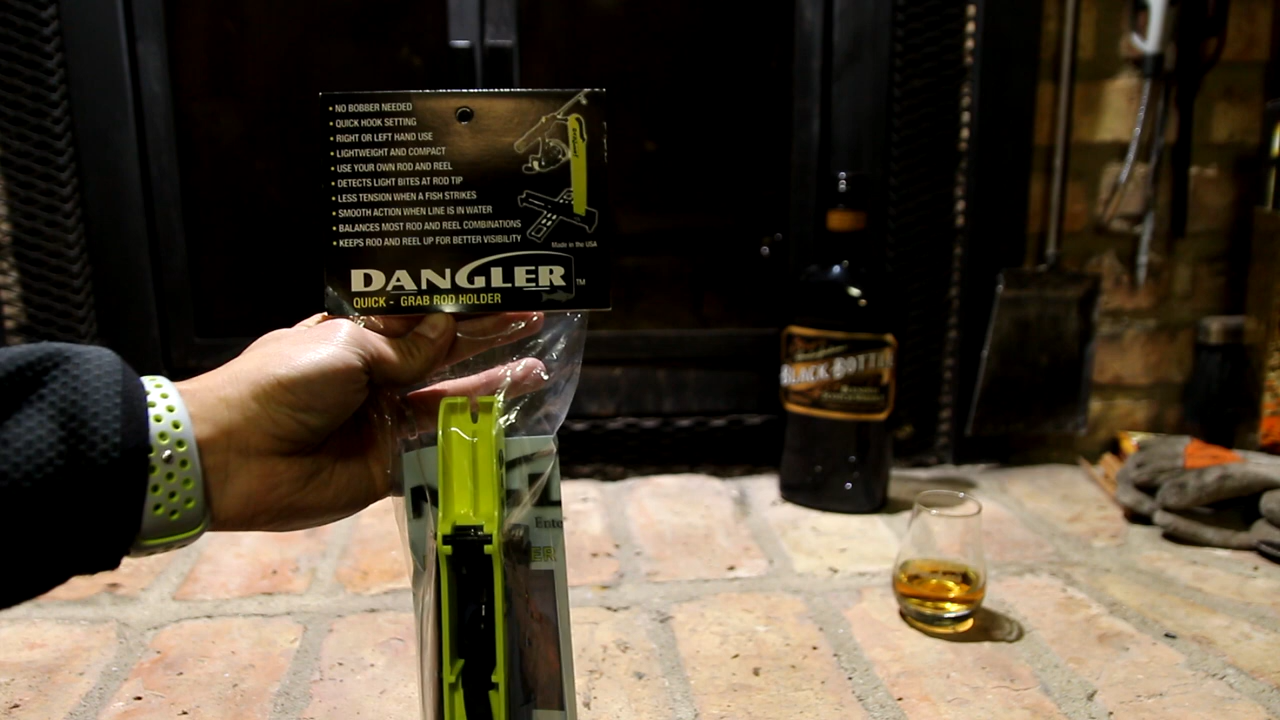 • NO BOBBER NEEDED
• QUICK HOOK SETTING
• RIGHT OR LEFT HAND USE
• LIGHTWEIGHT AND COMPACT
• USE YOUR OWN ROD AND REEL
• DETECTS LIGHT BITES AT ROD TIP
• LESS TENSION WHEN A FISH STRIKES
• SMOOTH ACTION WHEN LINE IS IN WATER
• BALANCES MOST ROD AND REEL COMBINATIONS
• KEEPS ROD AND REEL UP FOR BETTER VISIBILITY
Made in the USA
DANGLER™
QUICK - GRAB ROD HOLDER
BLACK BOTTLE
Ente
ER